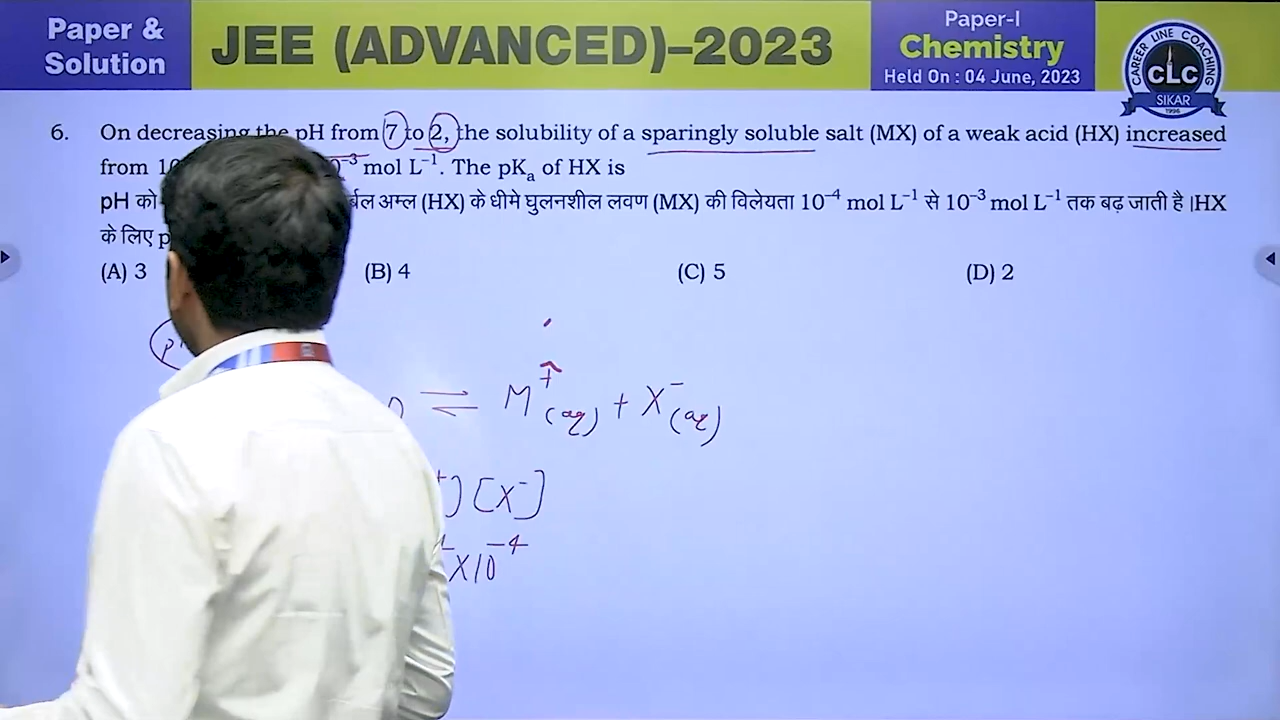 Paper &
Solution
JEE (ADVANCED)–2023
Paper-I
Chemistry
Held On : 04 June, 2023
CAREER LINE COACHING
CLC
SIKAR
1996
6. On decreasing the pH from 7 to 2, the solubility of a sparingly soluble salt (MX) of a weak acid (HX) increased
from 10⁻³ mol L⁻¹. The pKₐ of HX is
pH को अम्ल (HX) के धीमे घुलनशील लवण (MX) की विलेयता 10⁻⁴ mol L⁻¹ से 10⁻³ mol L⁻¹ तक बढ़ जाती है।HX
के लिए
(A) 3 (B) 4 (C) 5 (D) 2
⇌ M⁺(aq) + X⁻(aq)
) [X⁻]
×10⁻⁴